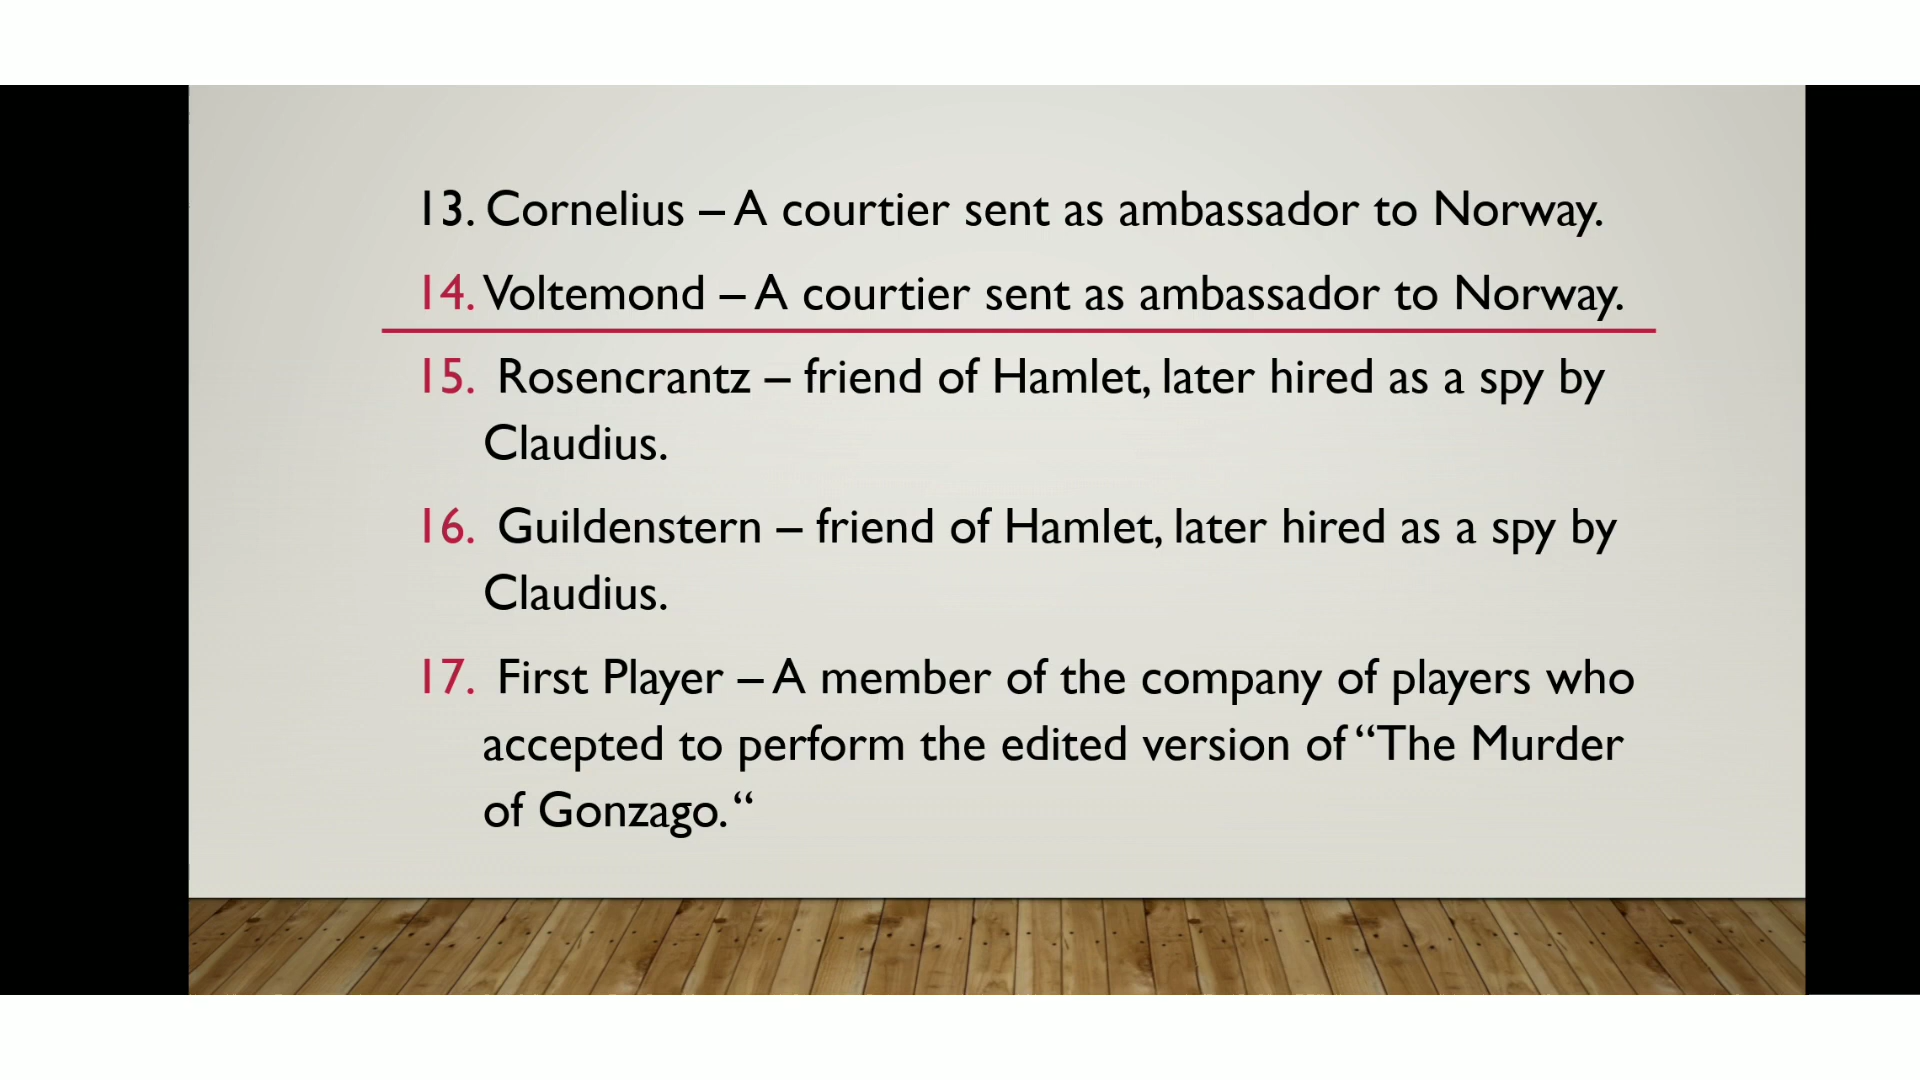 13. Cornelius – A courtier sent as ambassador to Norway.
14. Voltemond – A courtier sent as ambassador to Norway.
15. Rosencrantz – friend of Hamlet, later hired as a spy by
Claudius.
16. Guildenstern – friend of Hamlet, later hired as a spy by
Claudius.
17. First Player – A member of the company of players who
accepted to perform the edited version of “The Murder
of Gonzago. “